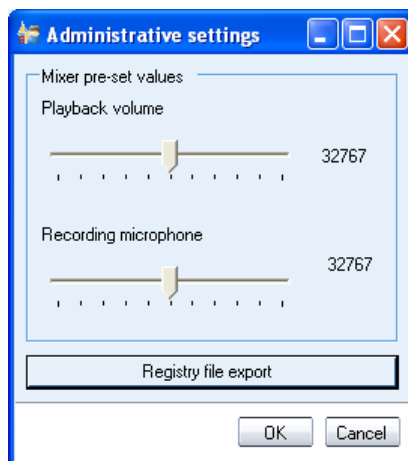 Administrative settings
Mixer pre-set values
Playback volume
32767
Recording microphone
32767
Registry file export
OK Cancel